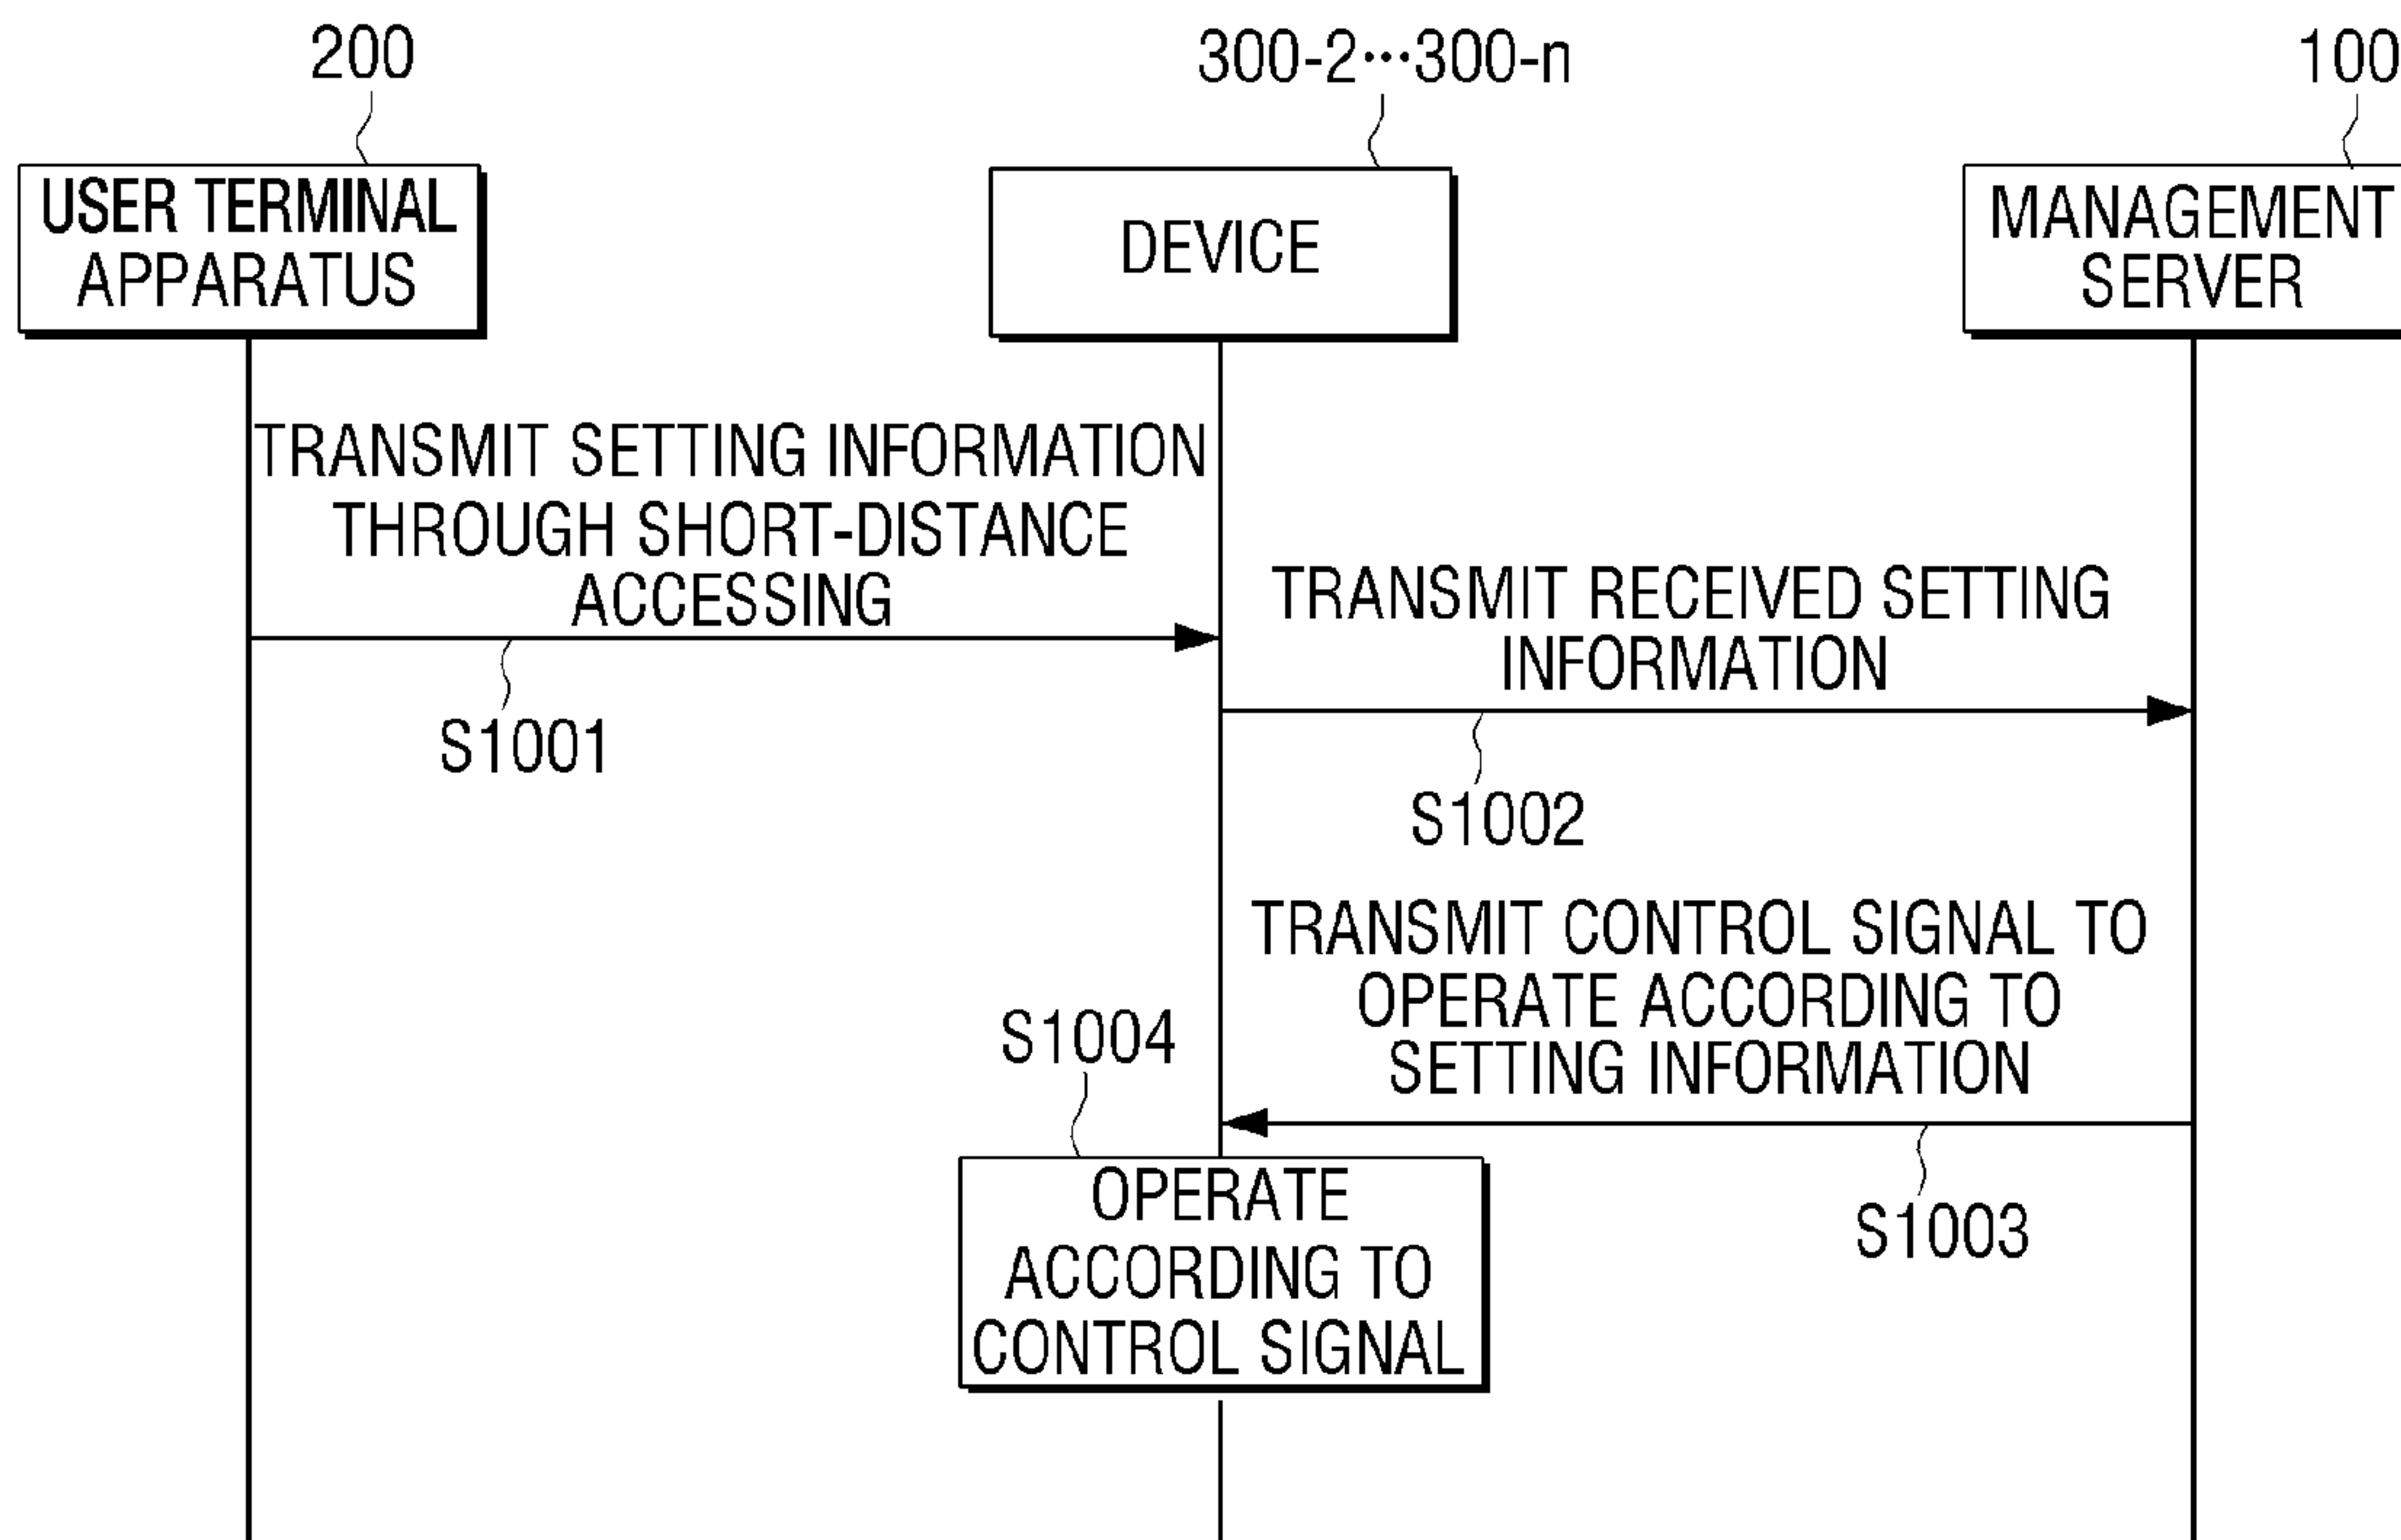 200
300-2···300-n
100
USER TERMINAL
APPARATUS
DEVICE
MANAGEMENT
SERVER
TRANSMIT SETTING INFORMATION
THROUGH SHORT-DISTANCE
ACCESSING
S1001
TRANSMIT RECEIVED SETTING
INFORMATION
S1002
TRANSMIT CONTROL SIGNAL TO
OPERATE ACCORDING TO
SETTING INFORMATION
S1003
S1004
OPERATE
ACCORDING TO
CONTROL SIGNAL